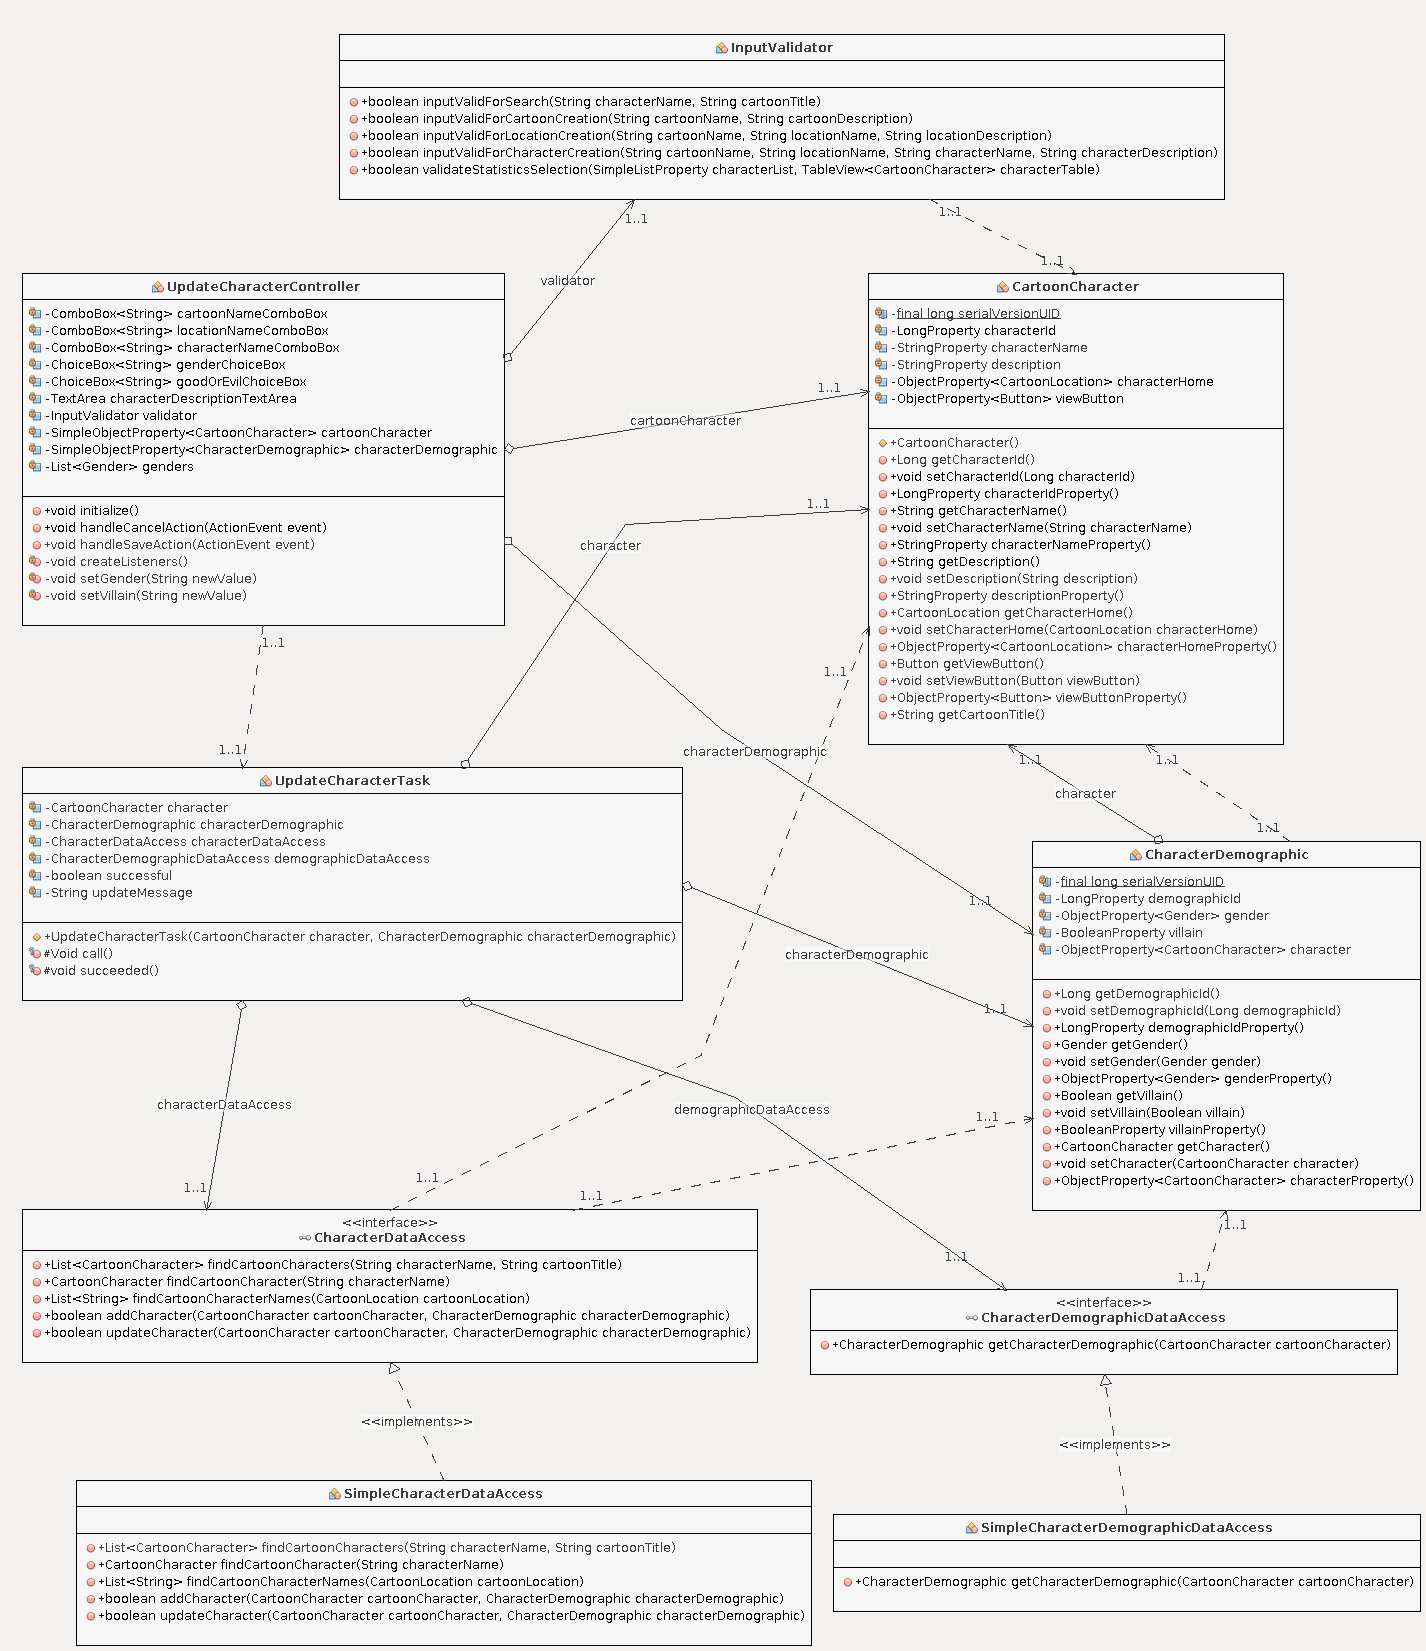 InputValidator
+boolean inputValidForSearch(String characterName, String cartoonTitle)
+boolean inputValidForCartoonCreation(String cartoonName, String cartoonDescription)
+boolean inputValidForLocationCreation(String cartoonName, String locationName, String locationDescription)
+boolean inputValidForCharacterCreation(String cartoonName, String locationName, String characterName, String characterDescription)
+boolean validateStatisticsSelection(SimpleListProperty characterList, TableView<CartoonCharacter> characterTable)
1..1
1..1
validator
1..1
UpdateCharacterController
-ComboBox<String> cartoonNameComboBox
-ComboBox<String> locationNameComboBox
-ComboBox<String> characterNameComboBox
-ChoiceBox<String> genderChoiceBox
-ChoiceBox<String> goodOrEvilChoiceBox
-TextArea characterDescriptionTextArea
-InputValidator validator
-SimpleObjectProperty<CartoonCharacter> cartoonCharacter
-SimpleObjectProperty<CharacterDemographic> characterDemographic
-List<Gender> genders
+void initialize()
+void handleCancelAction(ActionEvent event)
+void handleSaveAction(ActionEvent event)
-void createListeners()
-void setGender(String newValue)
-void setVillain(String newValue)
1..1
cartoonCharacter
1..1
character
CartoonCharacter
-final long serialVersionUID
-LongProperty characterId
-StringProperty characterName
-StringProperty description
-ObjectProperty<CartoonLocation> characterHome
-ObjectProperty<Button> viewButton
+CartoonCharacter()
+Long getCharacterId()
+void setCharacterId(Long characterId)
+LongProperty characterIdProperty()
+String getCharacterName()
+void setCharacterName(String characterName)
+StringProperty characterNameProperty()
+String getDescription()
+void setDescription(String description)
+StringProperty descriptionProperty()
+CartoonLocation getCharacterHome()
+void setCharacterHome(CartoonLocation characterHome)
+ObjectProperty<CartoonLocation> characterHomeProperty()
+Button getViewButton()
+void setViewButton(Button viewButton)
+ObjectProperty<Button> viewButtonProperty()
+String getCartoonTitle()
1..1
1..1
1..1
characterDemographic
1..1
1..1
character
1..1
UpdateCharacterTask
-CartoonCharacter character
-CharacterDemographic characterDemographic
-CharacterDataAccess characterDataAccess
-CharacterDemographicDataAccess demographicDataAccess
-boolean successful
-String updateMessage
+UpdateCharacterTask(CartoonCharacter character, CharacterDemographic characterDemographic)
#Void call()
#void succeeded()
1..1
characterDemographic
1..1
CharacterDemographic
-final long serialVersionUID
-LongProperty demographicId
-ObjectProperty<Gender> gender
-BooleanProperty villain
-ObjectProperty<CartoonCharacter> character
+Long getDemographicId()
+void setDemographicId(Long demographicId)
+LongProperty demographicIdProperty()
+Gender getGender()
+void setGender(Gender gender)
+ObjectProperty<Gender> genderProperty()
+Boolean getVillain()
+void setVillain(Boolean villain)
+BooleanProperty villainProperty()
+CartoonCharacter getCharacter()
+void setCharacter(CartoonCharacter character)
+ObjectProperty<CartoonCharacter> characterProperty()
characterDataAccess
demographicDataAccess
1..1
1..1
1..1
1..1
1..1
1..1
1..1
<<interface>>
CharacterDataAccess
+List<CartoonCharacter> findCartoonCharacters(String characterName, String cartoonTitle)
+CartoonCharacter findCartoonCharacter(String characterName)
+List<String> findCartoonCharacterNames(CartoonLocation cartoonLocation)
+boolean addCharacter(CartoonCharacter cartoonCharacter, CharacterDemographic characterDemographic)
+boolean updateCharacter(CartoonCharacter cartoonCharacter, CharacterDemographic characterDemographic)
<<interface>>
CharacterDemographicDataAccess
+CharacterDemographic getCharacterDemographic(CartoonCharacter cartoonCharacter)
<<implements>>
<<implements>>
SimpleCharacterDataAccess
+List<CartoonCharacter> findCartoonCharacters(String characterName, String cartoonTitle)
+CartoonCharacter findCartoonCharacter(String characterName)
+List<String> findCartoonCharacterNames(CartoonLocation cartoonLocation)
+boolean addCharacter(CartoonCharacter cartoonCharacter, CharacterDemographic characterDemographic)
+boolean updateCharacter(CartoonCharacter cartoonCharacter, CharacterDemographic characterDemographic)
SimpleCharacterDemographicDataAccess
+CharacterDemographic getCharacterDemographic(CartoonCharacter cartoonCharacter)